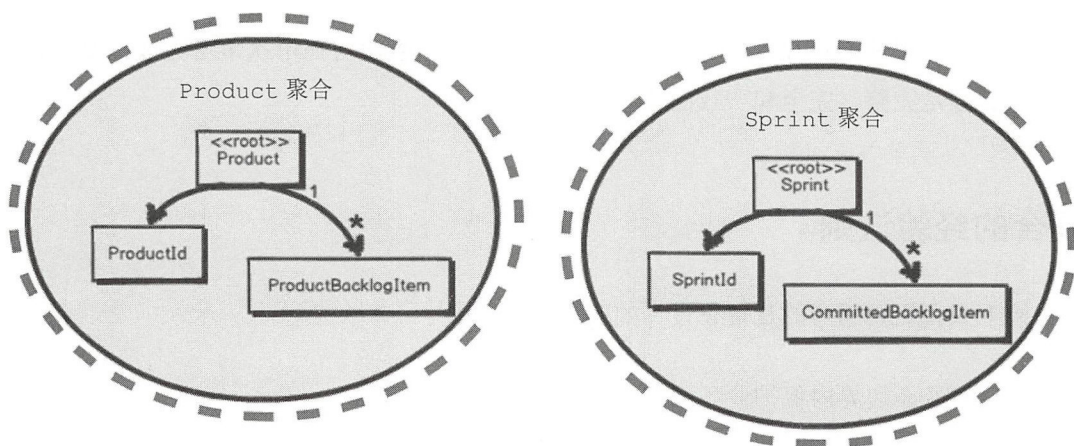 Product 聚合
<<root>>
Product
1
*
ProductId
ProductBacklogItem
Sprint 聚合
<<root>>
Sprint
1
*
SprintId
CommittedBacklogItem